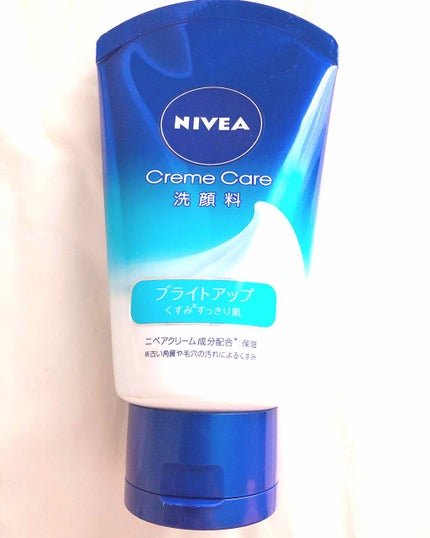 NIVEA
Creme Care
洗顔料
ブライトアップ
くすみ※すっきり肌
ニベアクリーム成分配合*:保湿
※古い角質や毛穴の汚れによるくすみ